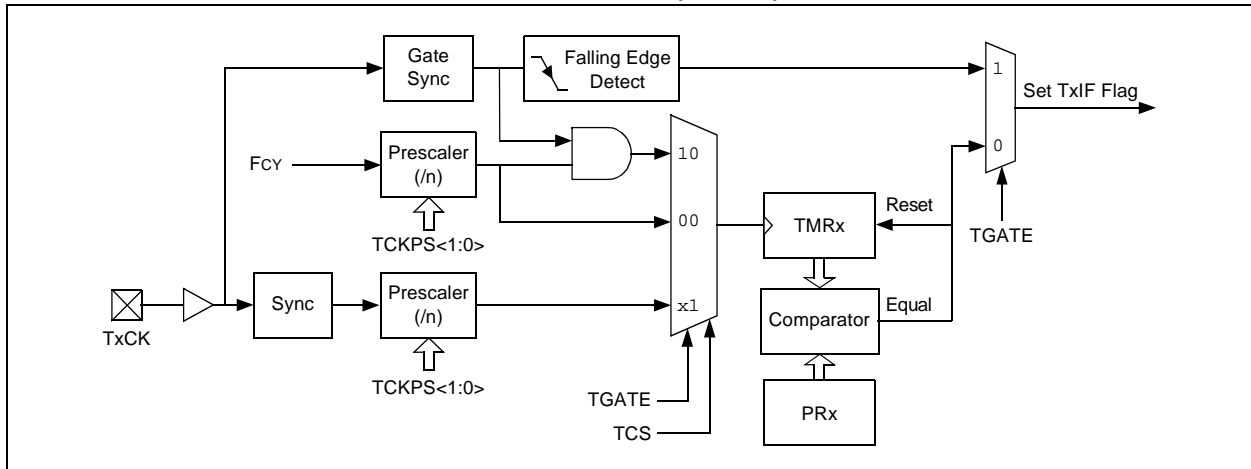 Gate
Sync
Falling Edge
Detect
1
Set TxIF Flag
0
FCY
Prescaler
(/n)
10
TCKPS<1:0>
00
TMRx
Reset
TGATE
TxCK
Sync
Prescaler
(/n)
x1
Comparator
Equal
TCKPS<1:0>
TGATE
TCS
PRx